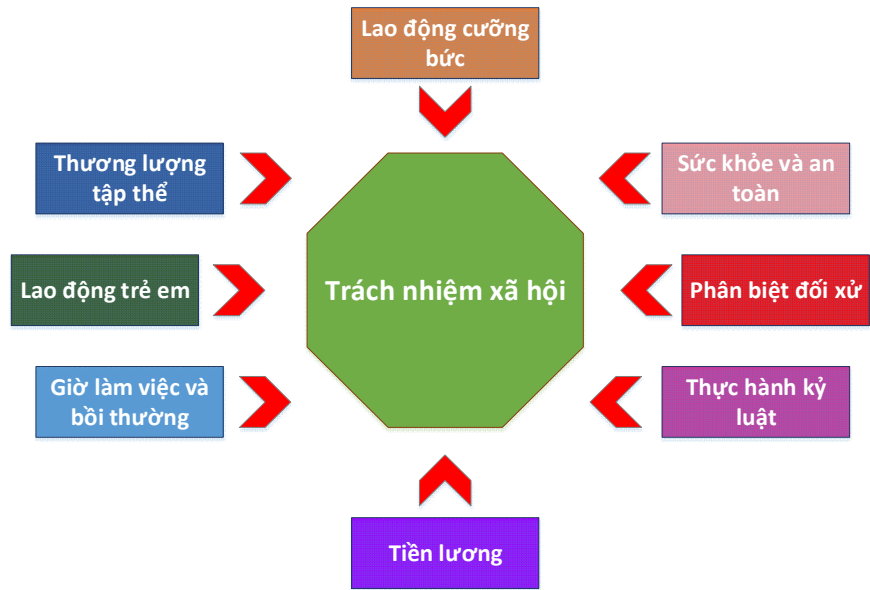 Lao động cưỡng
bức
Thương lượng
tập thể
Sức khỏe và an
toàn
Lao động trẻ em
Trách nhiệm xã hội
Phân biệt đối xử
Giờ làm việc và
bồi thường
Thực hành kỷ
luật
Tiền lương